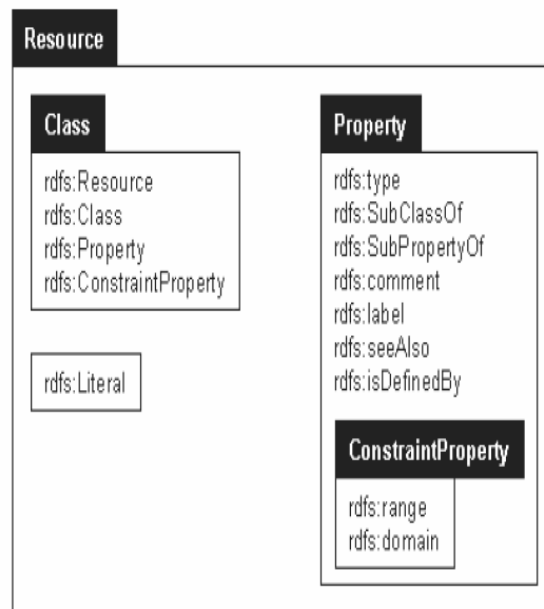 Resource
Class
rdfs:Resource
rdfs:Class
rdfs:Property
rdfs:ConstraintProperty
rdfs:Literal
Property
rdfs:type
rdfs:SubClassOf
rdfs:SubPropertyOf
rdfs:comment
rdfs:label
rdfs:seeAlso
rdfs:isDefinedBy
ConstraintProperty
rdfs:range
rdfs:domain